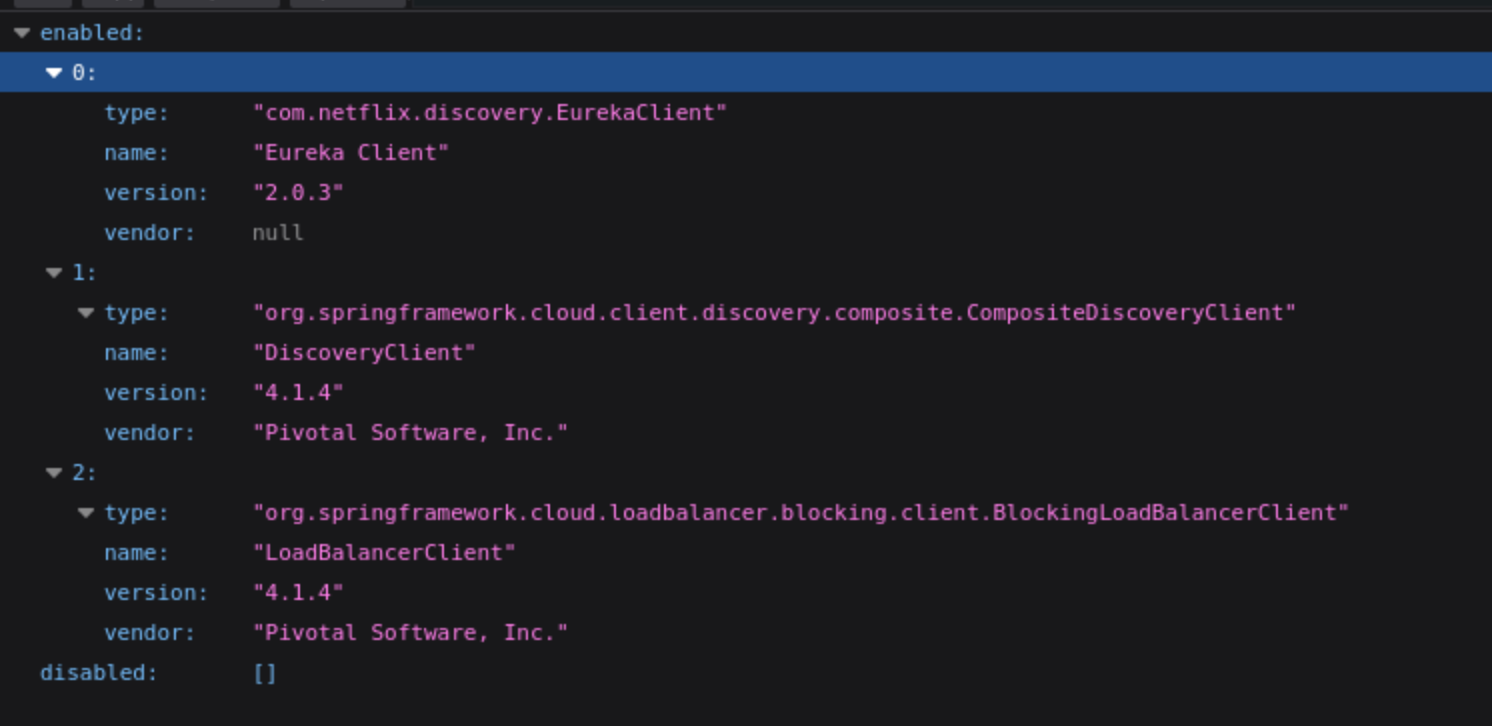 enabled:
0:
type: "com.netflix.discovery.EurekaClient"
name: "Eureka Client"
version: "2.0.3"
vendor: null
1:
type: "org.springframework.cloud.client.discovery.composite.CompositeDiscoveryClient"
name: "DiscoveryClient"
version: "4.1.4"
vendor: "Pivotal Software, Inc."
2:
type: "org.springframework.cloud.loadbalancer.blocking.client.BlockingLoadBalancerClient"
name: "LoadBalancerClient"
version: "4.1.4"
vendor: "Pivotal Software, Inc."
disabled: []